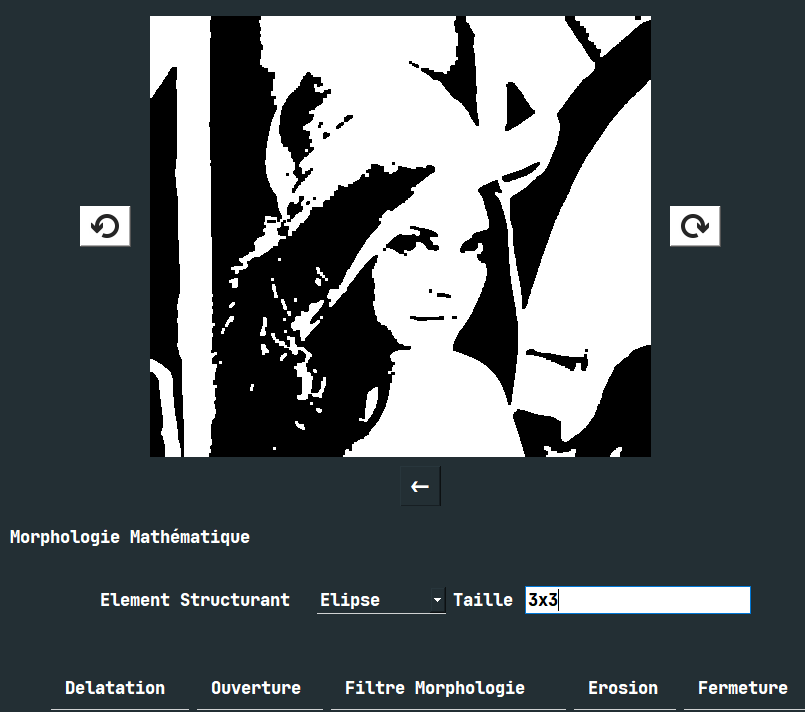 ←
Morphologie Mathématique
Element Structurant Elipse Taille 3x3
Delatation Ouverture Filtre Morphologie Erosion Fermeture